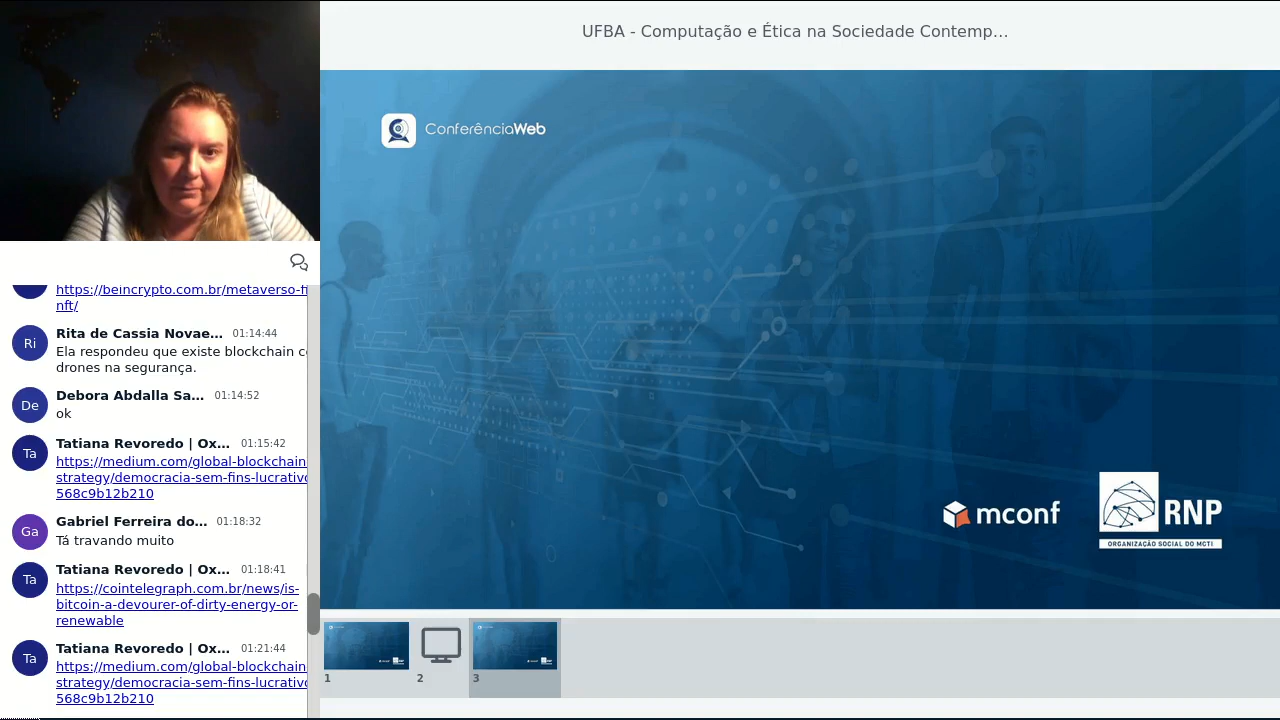 UFBA - Computação e Ética na Sociedade Contemp…
ConferênciaWeb
https://beincrypto.com.br/metaverso-f
nft/
Ri
Rita de Cassia Novae… 01:14:44
Ela respondeu que existe blockchain c
drones na segurança.
De
Debora Abdalla Sa… 01:14:52
ok
Ta
Tatiana Revoredo | Ox… 01:15:42
https://medium.com/global-blockchain
strategy/democracia-sem-fins-lucrativo
568c9b12b210
Ga
Gabriel Ferreira do… 01:18:32
Tá travando muito
Ta
Tatiana Revoredo | Ox… 01:18:41
https://cointelegraph.com.br/news/is-
bitcoin-a-devourer-of-dirty-energy-or-
renewable
Ta
Tatiana Revoredo | Ox… 01:21:44
https://medium.com/global-blockchain
strategy/democracia-sem-fins-lucrativo
568c9b12b210
mconf
RNP
ORGANIZAÇÃO SOCIAL DO MCTI
1
2
3